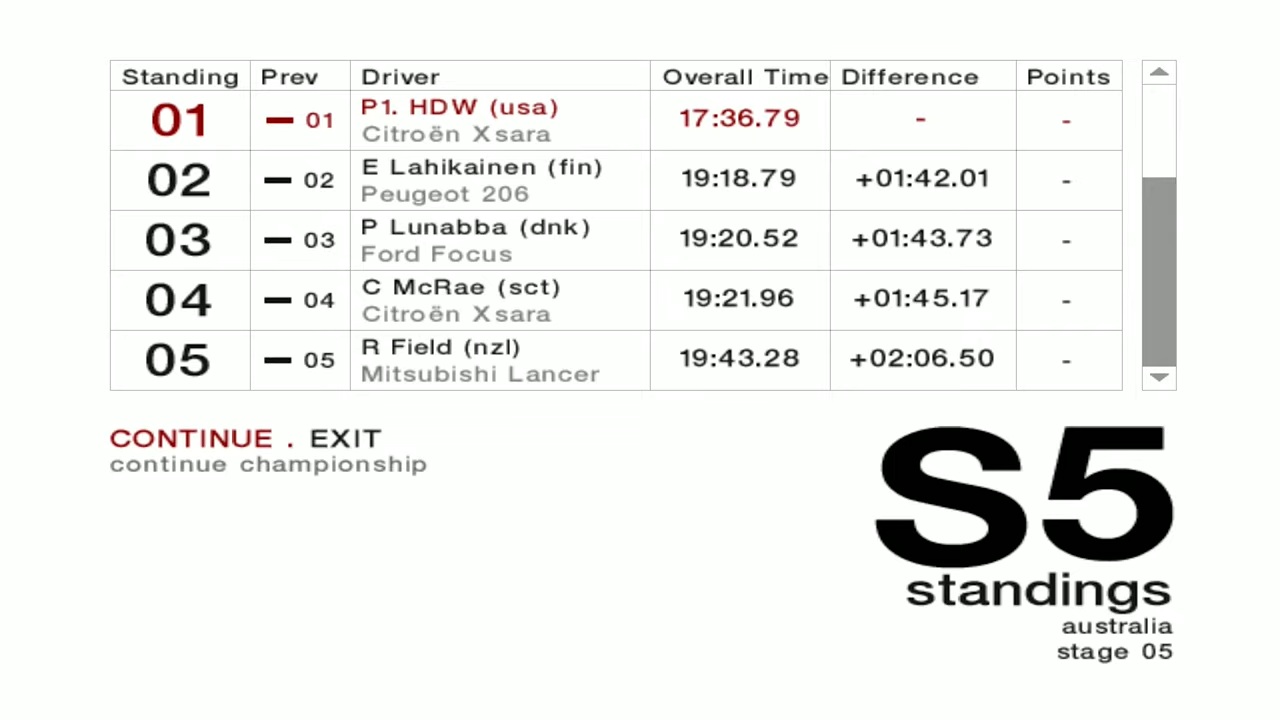 Standing Prev Driver Overall Time Difference Points
01 — 01 P1. HDW (usa) 17:36.79 - -
Citroën Xsara
02 — 02 E Lahikainen (fin) 19:18.79 +01:42.01 -
Peugeot 206
03 — 03 P Lunabba (dnk) 19:20.52 +01:43.73 -
Ford Focus
04 — 04 C McRae (sct) 19:21.96 +01:45.17 -
Citroën Xsara
05 — 05 R Field (nzl) 19:43.28 +02:06.50 -
Mitsubishi Lancer
CONTINUE . EXIT
continue championship
S5
standings
australia
stage 05